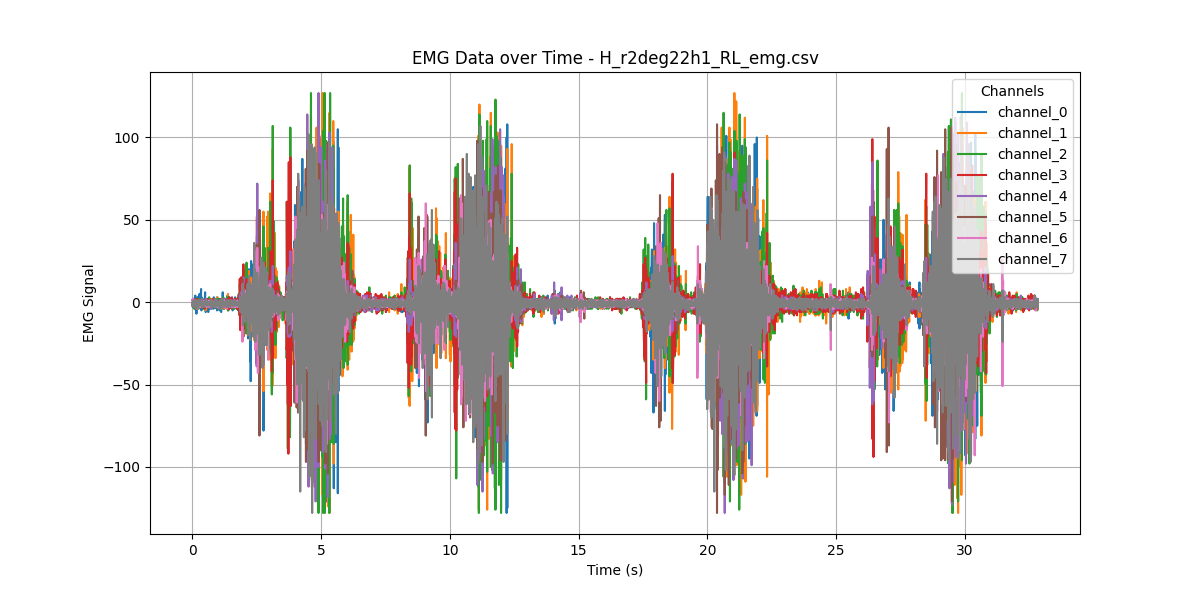 EMG Data over Time - H_r2deg22h1_RL_emg.csv
Channels
channel_0
channel_1
channel_2
channel_3
channel_4
channel_5
channel_6
channel_7
EMG Signal
100
50
0
−50
−100
0 5 10 15 20 25 30
Time (s)